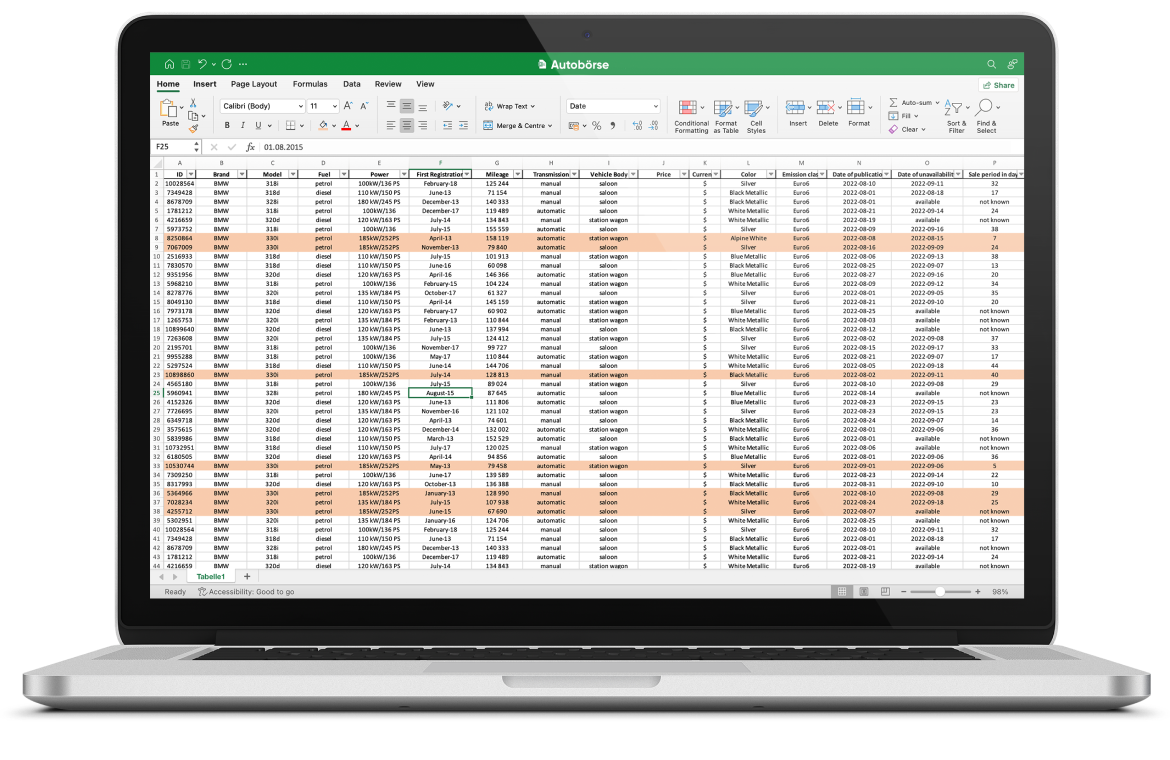 Autobörse
Home Insert Page Layout Formulas Data Review View
Share
Calibri (Body) 11 A A Wrap Text Date Auto-sum
Paste B I U A Merge & Centre % Conditional Formatting Format as Table Cell Styles Insert Delete Format Fill Clear Sort & Filter Find & Select
F25 fx 01.08.2015
A B C D E F G H I J K L M N O P
1 ID Brand Model Fuel Power First Registration Mileage Transmission Vehicle Body Price Curren Color Emission clas Date of publicatio Date of unavailabilit Sale period in day
2 10028564 BMW 318i petrol 100kW/136 PS February-18 125 244 manual saloon $ Silver Euro6 2022-08-10 2022-09-11 32
3 7349428 BMW 318d diesel 110 kW/150 PS June-13 71 154 manual saloon $ Black Metallic Euro6 2022-08-01 2022-08-18 17
4 8678709 BMW 328i petrol 180 kW/245 PS December-13 140 333 manual saloon $ Black Metallic Euro6 2022-08-01 available not known
5 1781212 BMW 318i petrol 100kW/136 December-17 119 489 automatic saloon $ White Metallic Euro6 2022-08-21 2022-09-14 24
6 4216659 BMW 320d diesel 120 kW/163 PS July-14 134 843 manual station wagon $ White Metallic Euro6 2022-08-19 available not known
7 5973752 BMW 318i petrol 100kW/136 July-15 155 559 automatic saloon $ Silver Euro6 2022-08-09 2022-09-16 38
8 8250864 BMW 330i petrol 185kW/252PS April-13 158 119 automatic station wagon $ Alpine White Euro6 2022-08-08 2022-08-15 7
9 7067009 BMW 330i petrol 185kW/252PS November-13 79 840 automatic saloon $ Silver Euro6 2022-08-16 2022-09-09 24
10 2516933 BMW 318d diesel 110 kW/150 PS July-15 101 913 manual station wagon $ Blue Metallic Euro6 2022-08-06 2022-09-13 38
11 7830570 BMW 318d diesel 110 kW/150 PS June-16 60 098 manual saloon $ Black Metallic Euro6 2022-08-25 2022-09-07 13
12 9351956 BMW 320d diesel 120 kW/163 PS April-16 146 366 automatic saloon $ Blue Metallic Euro6 2022-08-27 2022-09-16 20
13 5968210 BMW 318i petrol 100kW/136 February-15 104 224 manual station wagon $ White Metallic Euro6 2022-08-09 2022-09-12 34
14 8278776 BMW 320i petrol 135 kW/184 PS October-17 61 327 manual saloon $ Silver Euro6 2022-08-01 2022-09-05 35
15 8049130 BMW 318d diesel 110 kW/150 PS April-14 145 159 automatic station wagon $ Silver Euro6 2022-08-21 2022-09-10 20
16 7973178 BMW 320d diesel 120 kW/163 PS February-17 60 902 automatic station wagon $ Blue Metallic Euro6 2022-08-25 available not known
17 1265753 BMW 320i petrol 135 kW/184 PS February-13 110 844 manual station wagon $ White Metallic Euro6 2022-08-03 available not known
18 10899640 BMW 320d diesel 120 kW/163 PS June-13 137 994 manual saloon $ Black Metallic Euro6 2022-08-12 available not known
19 7263608 BMW 320i petrol 135 kW/184 PS July-15 124 412 manual saloon $ Silver Euro6 2022-08-02 2022-09-08 37
20 2195701 BMW 318i petrol 100kW/136 November-17 99 727 manual saloon $ Silver Euro6 2022-08-15 2022-09-17 33
21 9955288 BMW 318i petrol 100kW/136 May-17 110 844 automatic station wagon $ White Metallic Euro6 2022-08-21 2022-09-07 17
22 5297524 BMW 318d diesel 110 kW/150 PS June-14 144 706 manual saloon $ White Metallic Euro6 2022-08-05 2022-09-18 44
23 10898860 BMW 330i petrol 185kW/252PS July-14 128 813 manual station wagon $ Black Metallic Euro6 2022-08-02 2022-09-11 40
24 4565180 BMW 318i petrol 100kW/136 July-15 89 024 manual saloon $ Silver Euro6 2022-08-10 2022-09-08 29
25 5960941 BMW 328i petrol 180 kW/245 PS August-15 87 645 automatic saloon $ Blue Metallic Euro6 2022-08-14 available not known
26 4152326 BMW 320d diesel 120 kW/163 PS June-13 111 806 automatic saloon $ Blue Metallic Euro6 2022-08-23 2022-09-15 23
27 7726695 BMW 320i petrol 135 kW/184 PS November-16 121 102 manual station wagon $ Silver Euro6 2022-08-23 2022-09-15 23
28 6349718 BMW 320d diesel 120 kW/163 PS April-13 74 601 manual saloon $ Black Metallic Euro6 2022-08-24 2022-09-07 14
29 3575615 BMW 320d diesel 120 kW/163 PS December-14 132 002 automatic station wagon $ White Metallic Euro6 2022-08-01 2022-09-06 36
30 5839986 BMW 318d diesel 110 kW/150 PS March-13 152 529 manual saloon $ Black Metallic Euro6 2022-08-01 available not known
31 10732951 BMW 318d diesel 110 kW/150 PS July-17 120 025 manual station wagon $ White Metallic Euro6 2022-08-06 available not known
32 6180505 BMW 320d diesel 120 kW/163 PS April-14 94 856 automatic saloon $ Blue Metallic Euro6 2022-08-01 2022-09-06 36
33 10530744 BMW 330i petrol 185kW/252PS May-13 79 458 automatic station wagon $ Silver Euro6 2022-09-01 2022-09-06 5
34 7309250 BMW 318i petrol 100kW/136 June-17 139 589 automatic saloon $ White Metallic Euro6 2022-08-23 2022-09-14 22
35 8317993 BMW 320d diesel 120 kW/163 PS October-13 136 388 manual saloon $ Black Metallic Euro6 2022-08-31 2022-09-10 10
36 5364966 BMW 330i petrol 185kW/252PS January-13 128 990 manual saloon $ Black Metallic Euro6 2022-08-10 2022-09-08 29
37 7028234 BMW 320i petrol 135 kW/184 PS July-15 107 938 manual saloon $ White Metallic Euro6 2022-08-24 2022-09-18 25
38 4255712 BMW 330i petrol 185kW/252PS June-15 67 690 automatic saloon $ Silver Euro6 2022-08-07 available not known
39 5302951 BMW 320i petrol 135 kW/184 PS January-16 124 706 automatic saloon $ White Metallic Euro6 2022-08-25 available not known
40 10028564 BMW 318i petrol 100kW/136 PS February-18 125 244 manual saloon $ Silver Euro6 2022-08-10 2022-09-11 32
41 7349428 BMW 318d diesel 110 kW/150 PS June-13 71 154 manual saloon $ Black Metallic Euro6 2022-08-01 2022-08-18 17
42 8678709 BMW 328i petrol 180 kW/245 PS December-13 140 333 manual saloon $ Black Metallic Euro6 2022-08-01 available not known
43 1781212 BMW 318i petrol 100kW/136 December-17 119 489 automatic saloon $ White Metallic Euro6 2022-08-21 2022-09-14 24
44 4216659 BMW 320d diesel 120 kW/163 PS July-14 134 843 manual station wagon $ White Metallic Euro6 2022-08-19 available not known
Tabelle1 +
Ready Accessibility: Good to go 98%